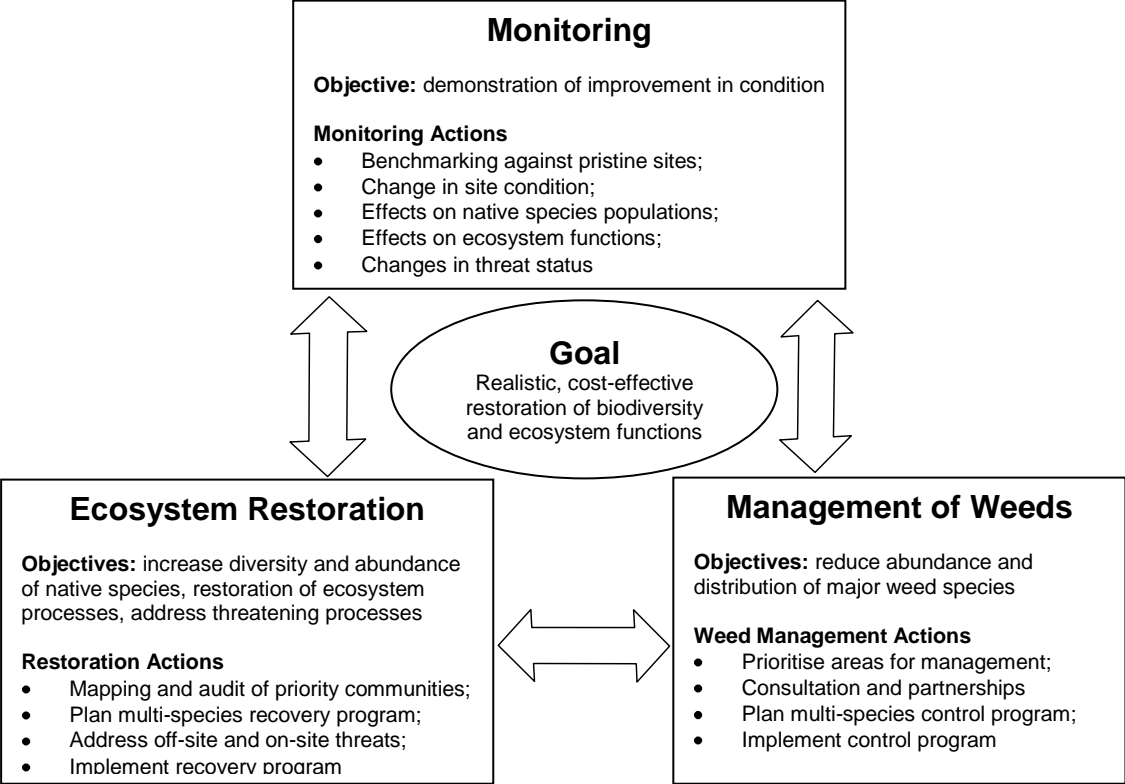 Monitoring
Objective: demonstration of improvement in condition
Monitoring Actions
• Benchmarking against pristine sites;
• Change in site condition;
• Effects on native species populations;
• Effects on ecosystem functions;
• Changes in threat status
Goal
Realistic, cost-effective
restoration of biodiversity
and ecosystem functions
Ecosystem Restoration
Objectives: increase diversity and abundance
of native species, restoration of ecosystem
processes, address threatening processes
Restoration Actions
• Mapping and audit of priority communities;
• Plan multi-species recovery program;
• Address off-site and on-site threats;
• Implement recovery program
Management of Weeds
Objectives: reduce abundance and
distribution of major weed species
Weed Management Actions
• Prioritise areas for management;
• Consultation and partnerships
• Plan multi-species control program;
• Implement control program